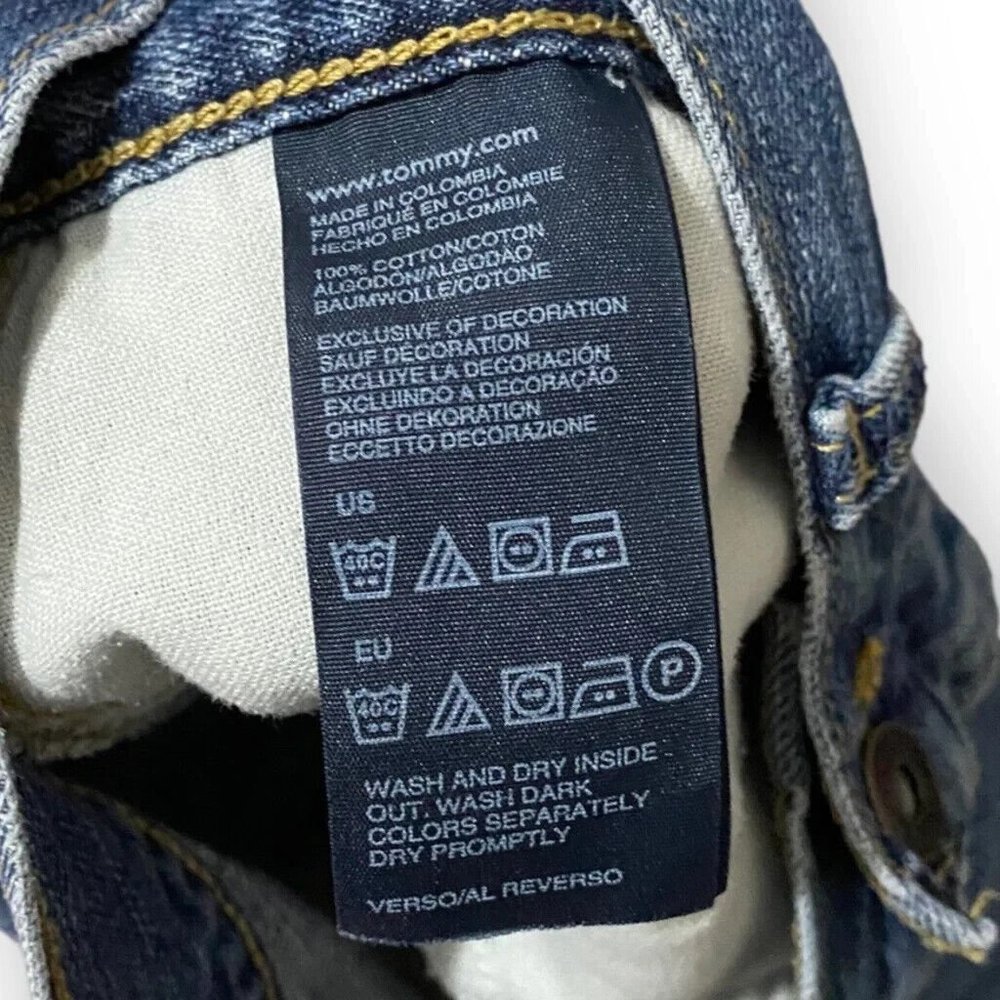 www.tommy.com
MADE IN COLOMBIA
FABRIQUÉ EN COLOMBIE
HECHO EN COLOMBIA
100% COTTON/COTON
ALGODÓN/ALGODÃO
BAUMWOLLE/COTONE
EXCLUSIVE OF DECORATION
SAUF DÉCORATION
EXCLUYE LA DECORACIÓN
EXCLUINDO A DECORAÇÃO
OHNE DEKORATION
ECCETTO DECORAZIONE
US
40C
EU
40C P
WASH AND DRY INSIDE
OUT. WASH DARK
COLORS SEPARATELY
DRY PROMPTLY
VERSO/AL REVERSO